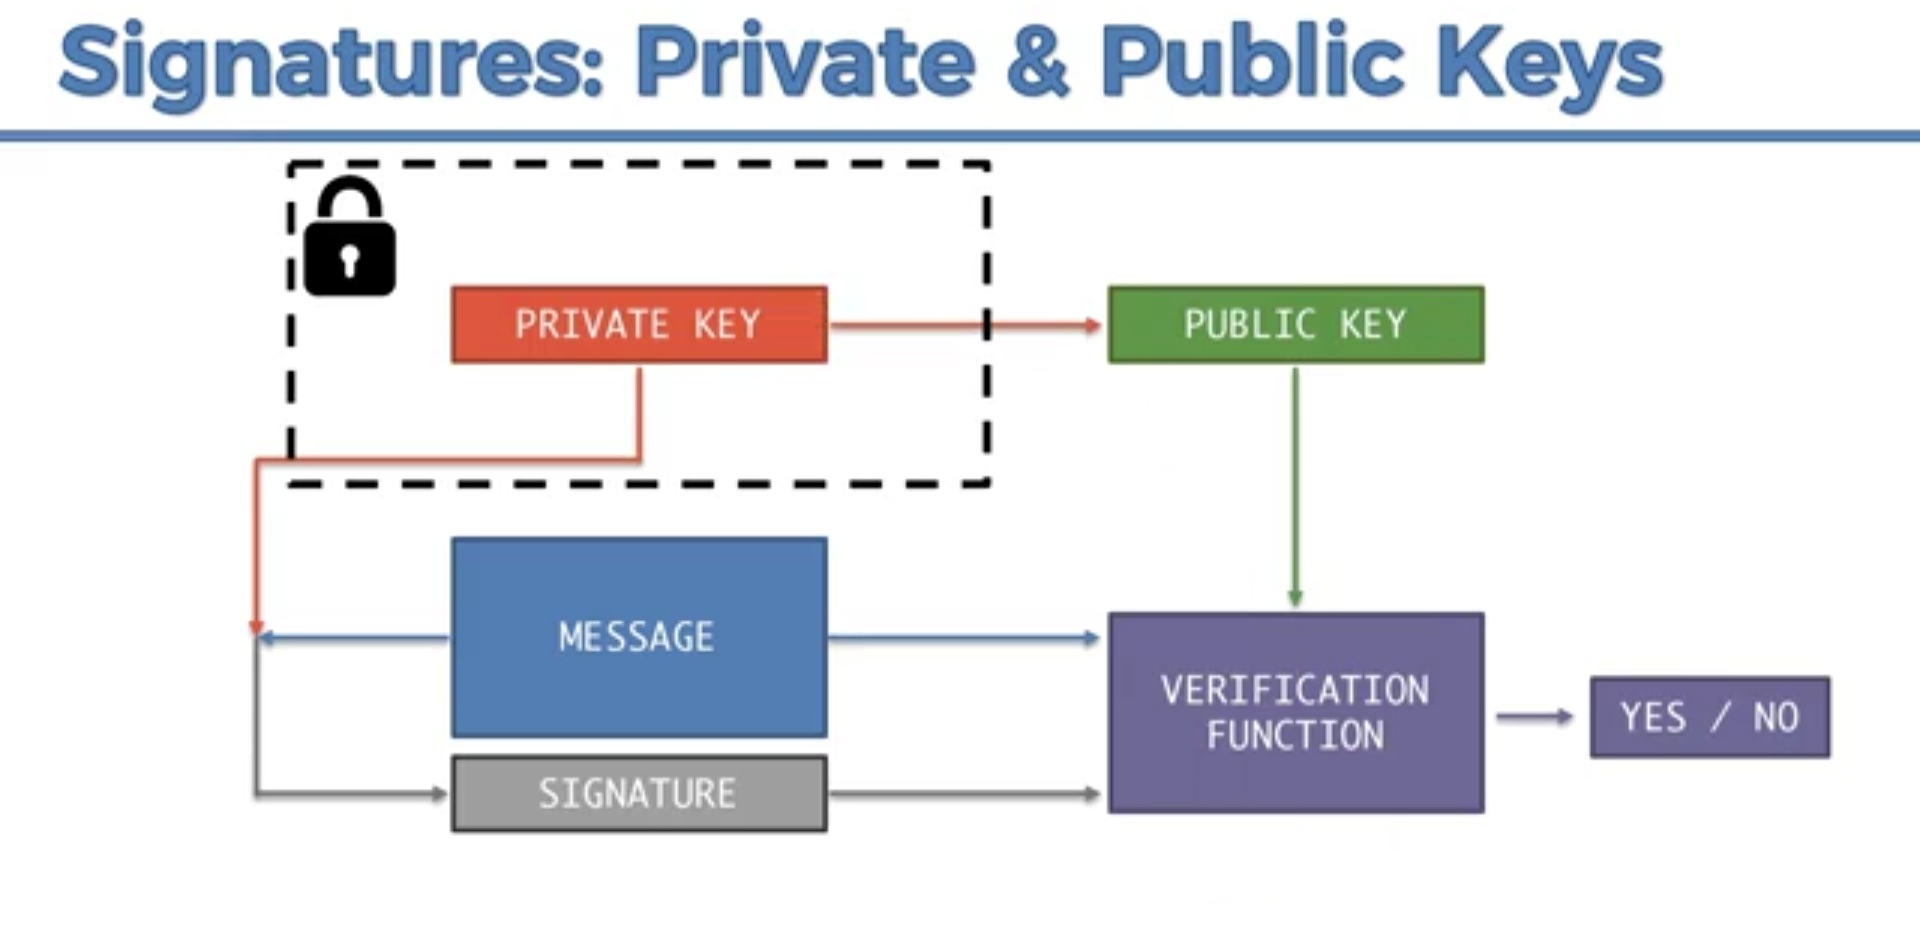 Signatures: Private & Public Keys
PRIVATE KEY
PUBLIC KEY
MESSAGE
VERIFICATION
FUNCTION
YES / NO
SIGNATURE